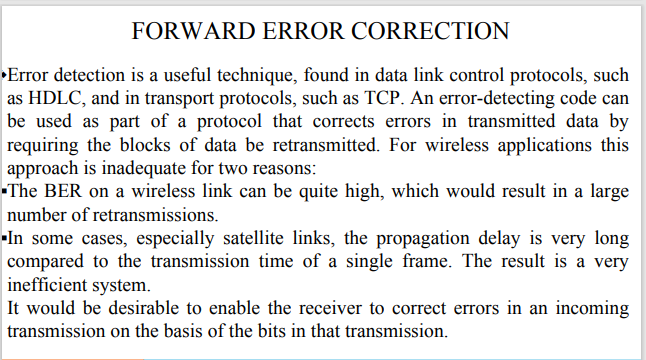 FORWARD ERROR CORRECTION
•Error detection is a useful technique, found in data link control protocols, such
as HDLC, and in transport protocols, such as TCP. An error-detecting code can
be used as part of a protocol that corrects errors in transmitted data by
requiring the blocks of data be retransmitted. For wireless applications this
approach is inadequate for two reasons:
▪The BER on a wireless link can be quite high, which would result in a large
number of retransmissions.
▪In some cases, especially satellite links, the propagation delay is very long
compared to the transmission time of a single frame. The result is a very
inefficient system.
It would be desirable to enable the receiver to correct errors in an incoming
transmission on the basis of the bits in that transmission.